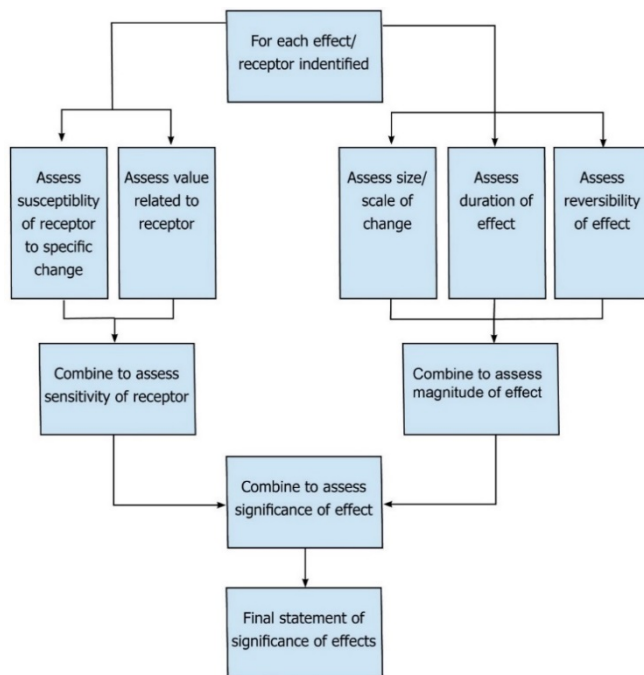 For each effect/
receptor indentified
Assess
susceptiblity
of receptor
to specific
change
Assess value
related to
receptor
Assess size/
scale of
change
Assess
duration of
effect
Assess
reversibility
of effect
Combine to assess
sensitivity of receptor
Combine to assess
magnitude of effect
Combine to assess
significance of effect
Final statement of
significance of effects